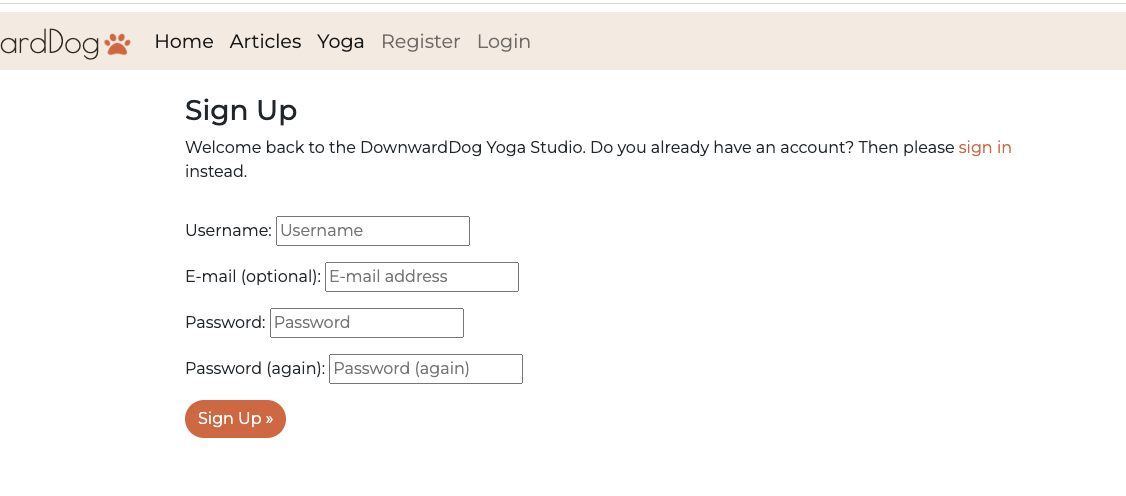 ardDog Home Articles Yoga Register Login
Sign Up
Welcome back to the DownwardDog Yoga Studio. Do you already have an account? Then please sign in
instead.
Username: Username
E-mail (optional): E-mail address
Password: Password
Password (again): Password (again)
Sign Up »